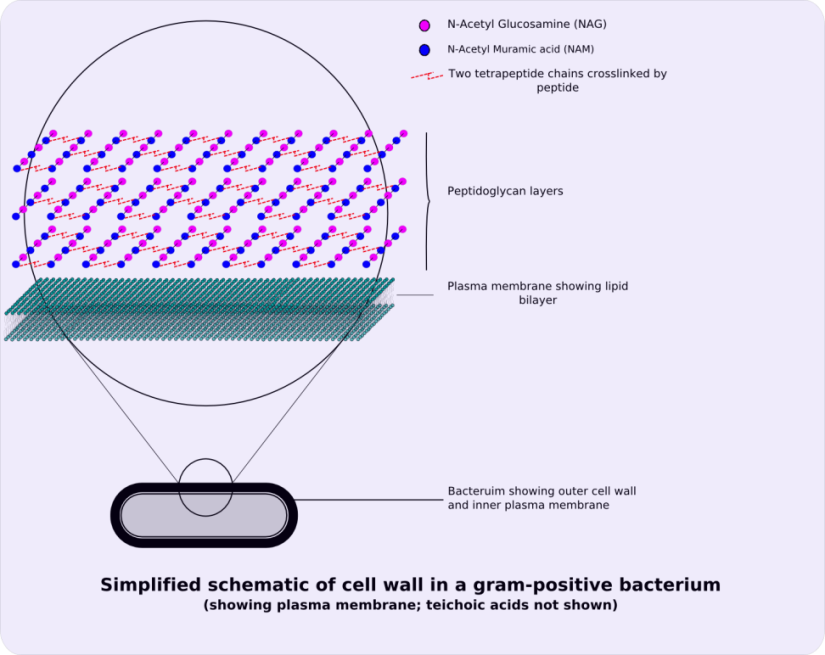 N-Acetyl Glucosamine (NAG)
N-Acetyl Muramic acid (NAM)
Two tetrapeptide chains crosslinked by
peptide
Peptidoglycan layers
Plasma membrane showing lipid
bilayer
Bacteruim showing outer cell wall
and inner plasma membrane
Simplified schematic of cell wall in a gram-positive bacterium
(showing plasma membrane; teichoic acids not shown)